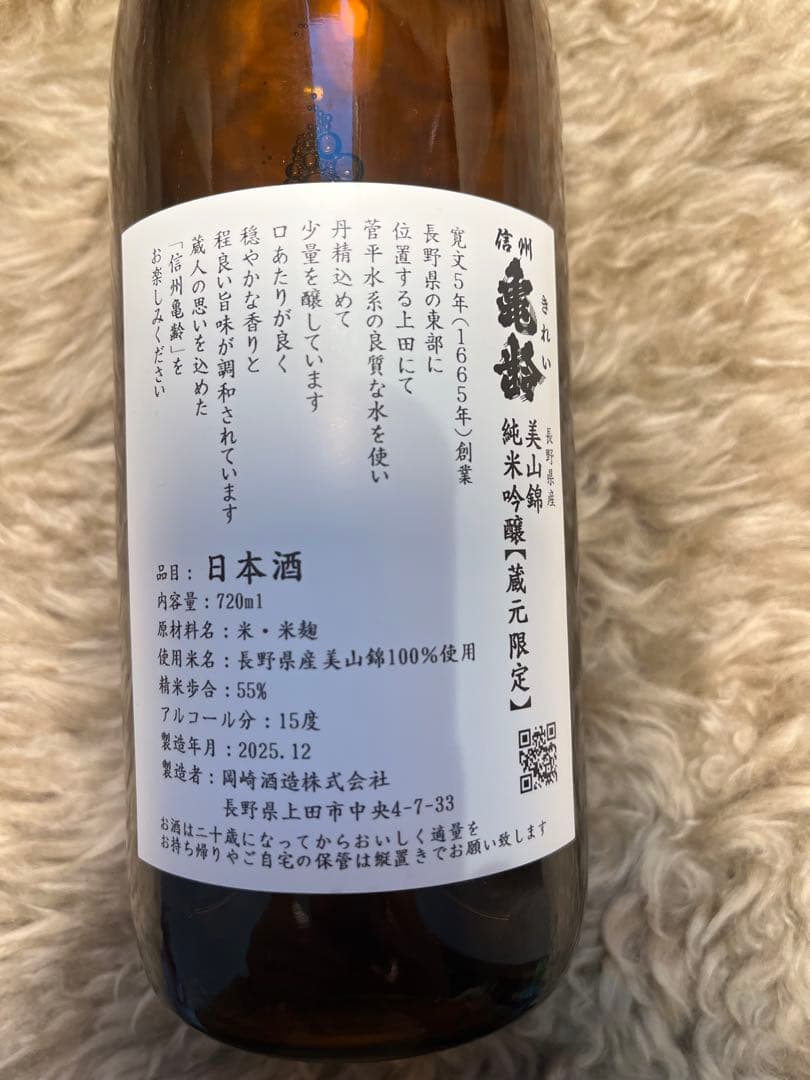 信州
亀齢
きれい
長野県産
美山錦
純米吟醸【蔵元限定】
寛文5年(1665年)創業
長野県の東部に
位置する上田にて
菅平水系の良質な水を使い
丹精込めて
少量を醸しています
口あたりが良く
穏やかな香りと
程良い旨味が調和されています
蔵人の思いを込めた
「信州亀齢」を
お楽しみください
品目：日本酒
内容量：720ml
原材料名：米・米麹
使用米名：長野県産美山錦100％使用
精米歩合：55%
アルコール分：15度
製造年月：2025.12
製造者：岡崎酒造株式会社
長野県上田市中央4-7-33
お酒は二十歳になってからおいしく適量を
お持ち帰りやご自宅の保管は縦置きでお願い致します